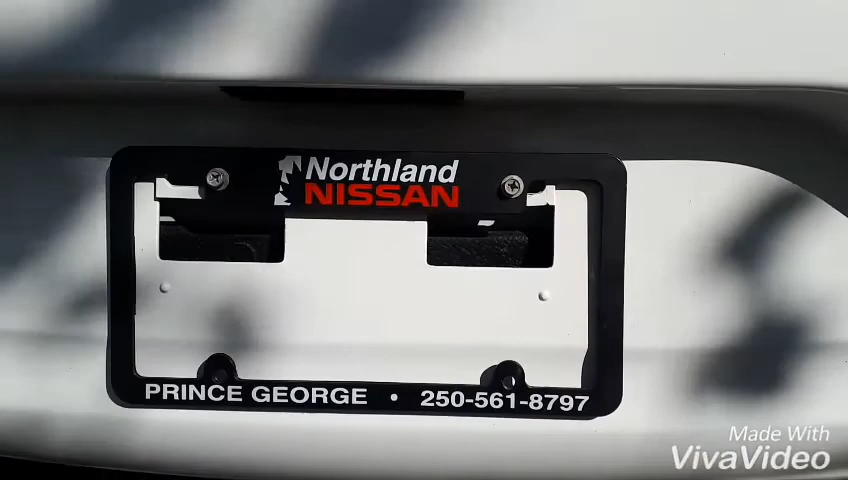 Northland
NISSAN
PRINCE GEORGE • 250-561-8797
Made With
VivaVideo